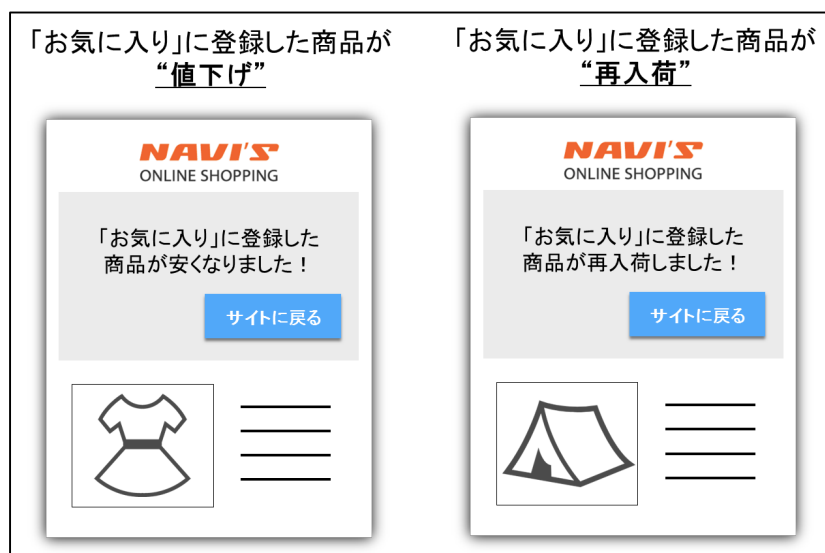 「お気に入り」に登録した商品が
“値下げ”
NAVI'S
ONLINE SHOPPING
「お気に入り」に登録した
商品が安くなりました！
サイトに戻る
「お気に入り」に登録した商品が
“再入荷”
NAVI'S
ONLINE SHOPPING
「お気に入り」に登録した
商品が再入荷しました！
サイトに戻る